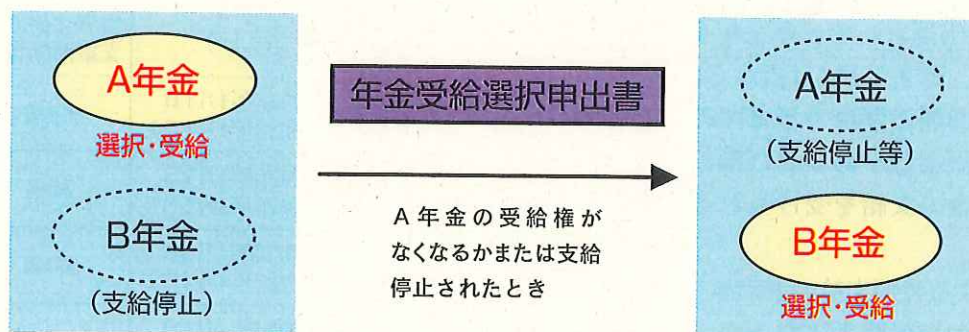 A年金
選択・受給
B年金
(支給停止)
年金受給選択申出書
A年金の受給権が
なくなるかまたは支給
停止されたとき
A年金
(支給停止等)
B年金
選択・受給